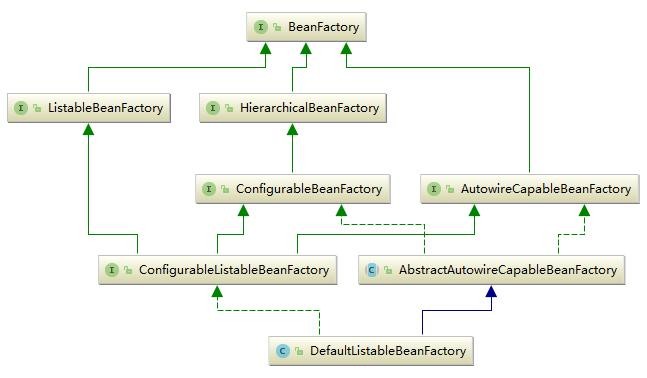 I BeanFactory
I ListableBeanFactory
I HierarchicalBeanFactory
I ConfigurableBeanFactory
I AutowireCapableBeanFactory
I ConfigurableListableBeanFactory
C AbstractAutowireCapableBeanFactory
C DefaultListableBeanFactory